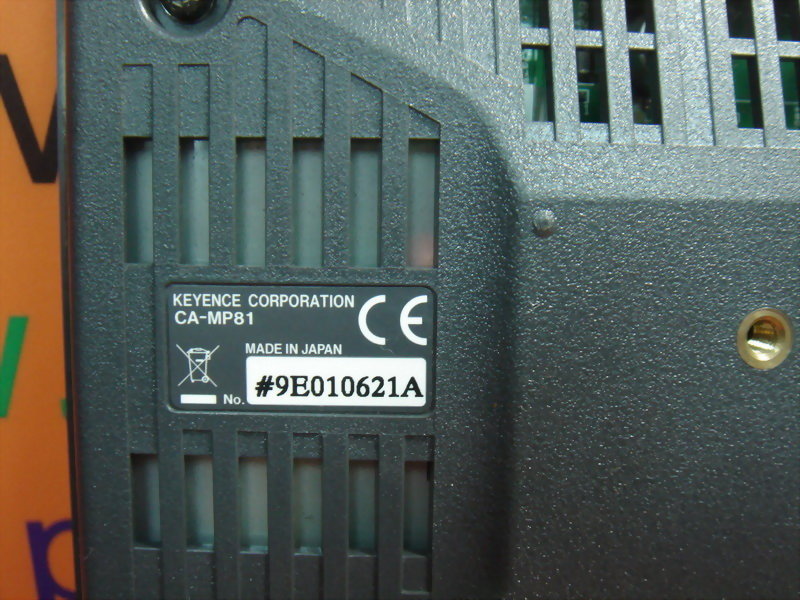 KEYENCE CORPORATION
CA-MP81
CE
MADE IN JAPAN
No. #9E010621A